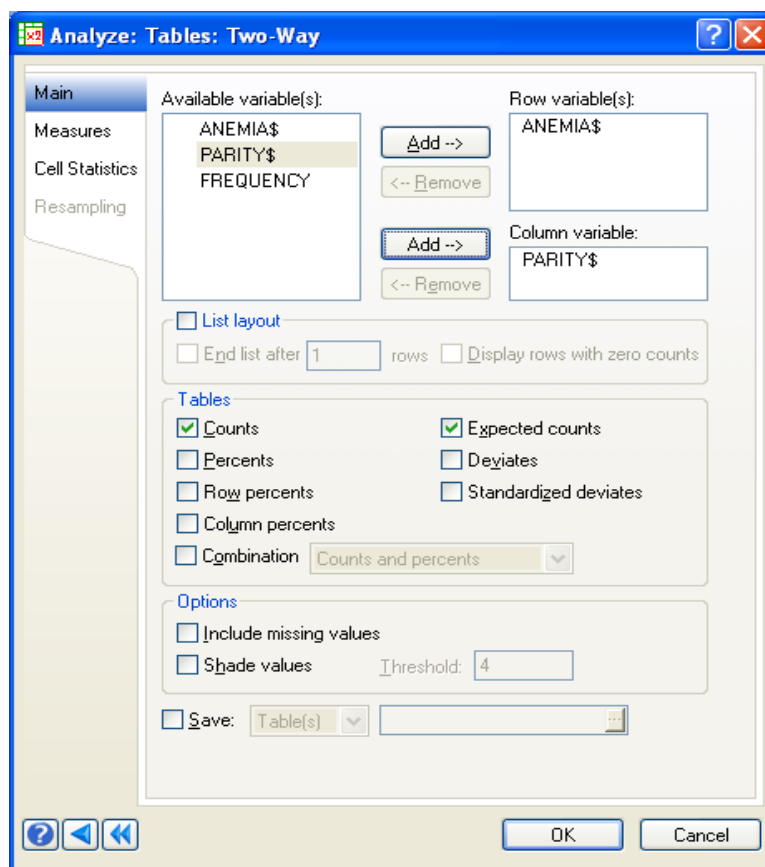 Analyze: Tables: Two-Way
Main
Measures
Cell Statistics
Resampling
Available variable(s):
ANEMIA$
PARITY$
FREQUENCY
Add -->
<-- Remove
Add -->
<-- Remove
Row variable(s):
ANEMIA$
Column variable:
PARITY$
List layout
End list after 1 rows Display rows with zero counts
Tables
Counts Expected counts
Percents Deviates
Row percents Standardized deviates
Column percents
Combination Counts and percents
Options
Include missing values
Shade values Threshold: 4
Save: Table(s) ...
OK Cancel